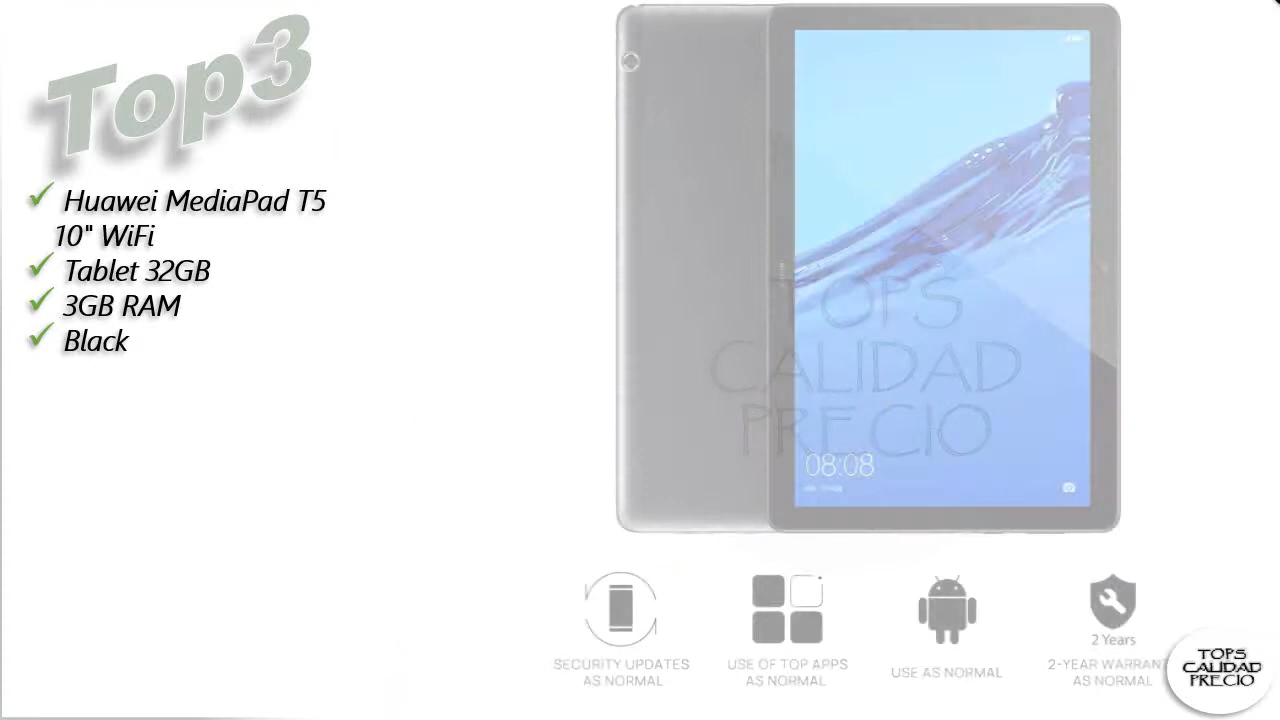 Top3
Huawei MediaPad T5
10" WiFi
Tablet 32GB
3GB RAM
Black
TOPS
CALIDAD
PRECIO
08:08
2 Years
SECURITY UPDATES
AS NORMAL
USE OF TOP APPS
AS NORMAL
USE AS NORMAL
2-YEAR
AS NORMAL
TOPS
CALIDAD
PRECIO